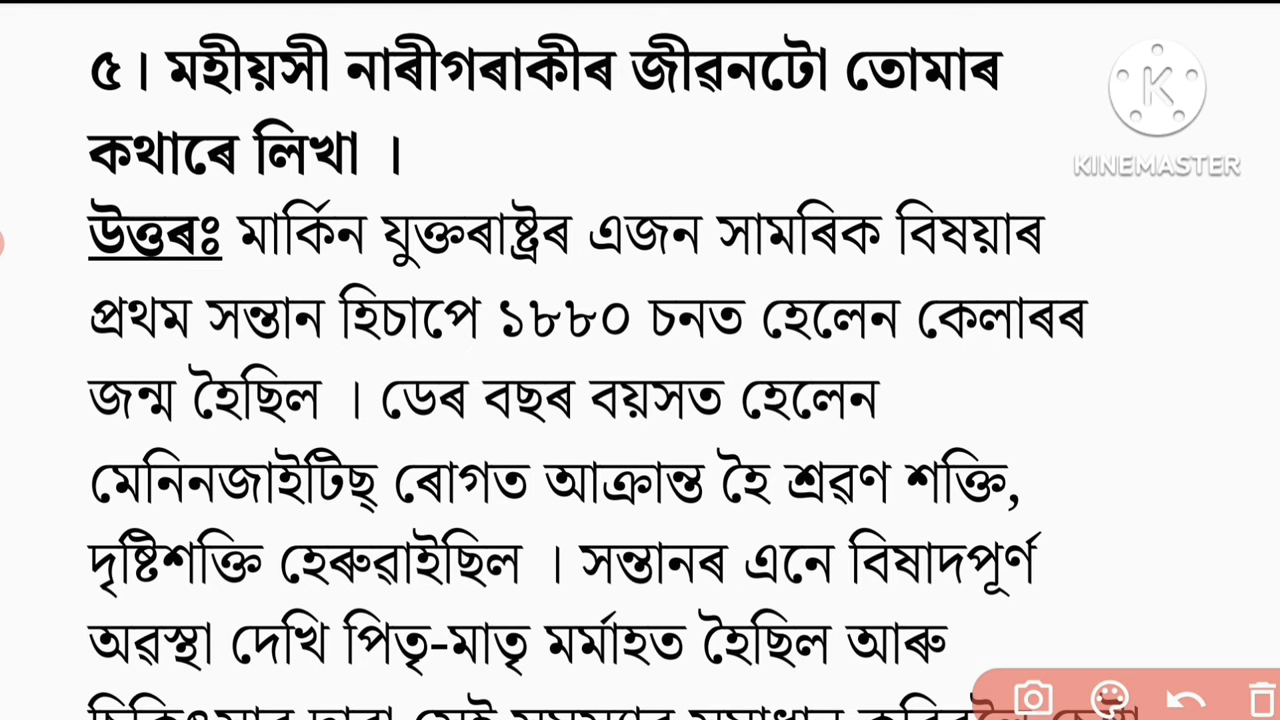 ৫। মহীয়সী নাৰীগৰাকীৰ জীৱনটো তোমাৰ
কথাৰে লিখা ।
উত্তৰঃ মাৰ্কিন যুক্তৰাষ্ট্ৰৰ এজন সামৰিক বিষয়াৰ
প্ৰথম সন্তান হিচাপে ১৮৮০ চনত হেলেন কেলাৰৰ
জন্ম হৈছিল । ডেৰ বছৰ বয়সত হেলেন
মেনিনজাইটিছ্ ৰোগত আক্ৰান্ত হৈ শ্ৰৱণ শক্তি,
দৃষ্টিশক্তি হেৰুৱাইছিল । সন্তানৰ এনে বিষাদপূৰ্ণ
অৱস্থা দেখি পিতৃ-মাতৃ মৰ্মাহত হৈছিল আৰু
K
KINEMASTER